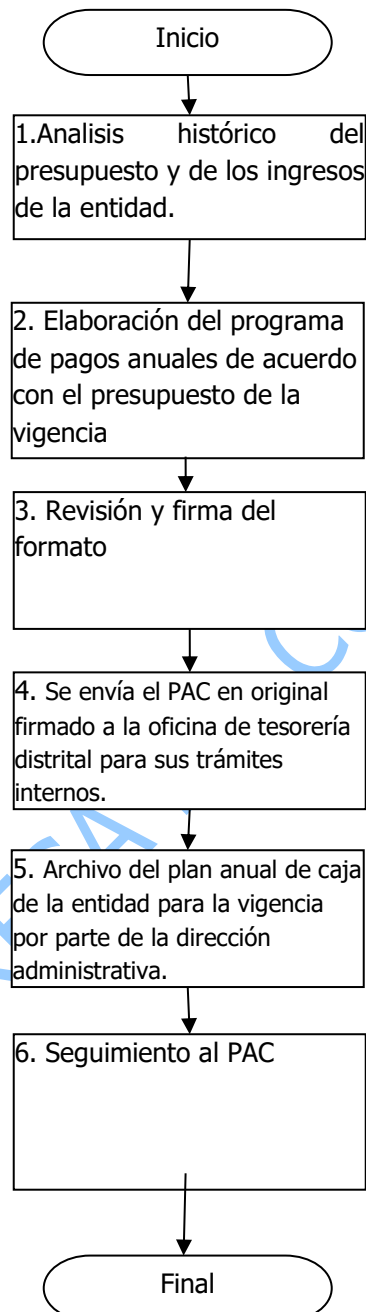 Inicio
1.Analisis histórico del
presupuesto y de los ingresos
de la entidad.
2. Elaboración del programa
de pagos anuales de acuerdo
con el presupuesto de la
vigencia
3. Revisión y firma del
formato
4. Se envía el PAC en original
firmado a la oficina de tesorería
distrital para sus trámites
internos.
5. Archivo del plan anual de caja
de la entidad para la vigencia
por parte de la dirección
administrativa.
6. Seguimiento al PAC
Final